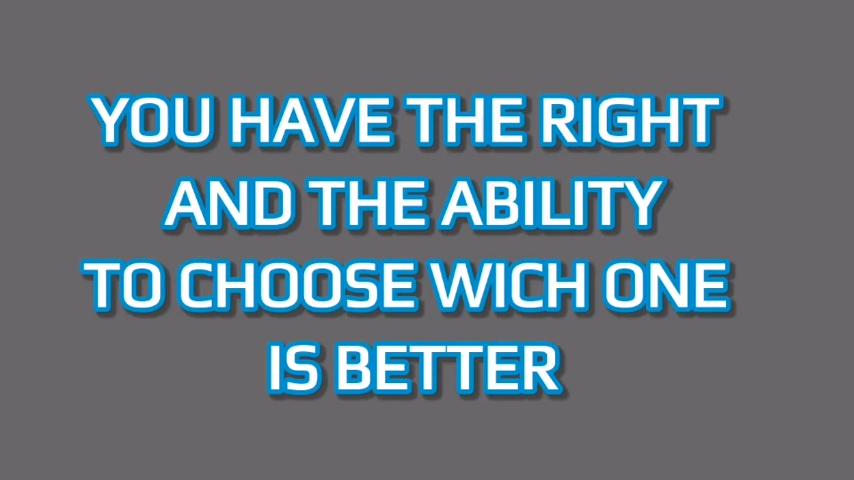 YOU HAVE THE RIGHT
AND THE ABILITY
TO CHOOSE WICH ONE
IS BETTER